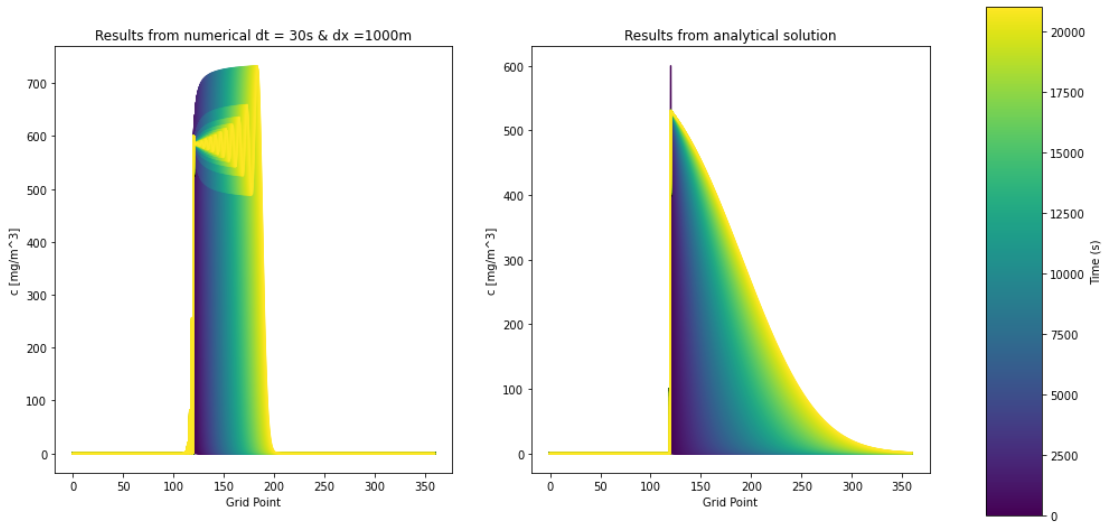 Results from numerical dt = 30s & dx =1000m
c [mg/m^3]
700
600
500
400
300
200
100
0
0 50 100 150 200 250 300 350
Grid Point
Results from analytical solution
c [mg/m^3]
600
500
400
300
200
100
0
0 50 100 150 200 250 300 350
Grid Point
20000
17500
15000
12500
10000
7500
5000
2500
0
Time (s)